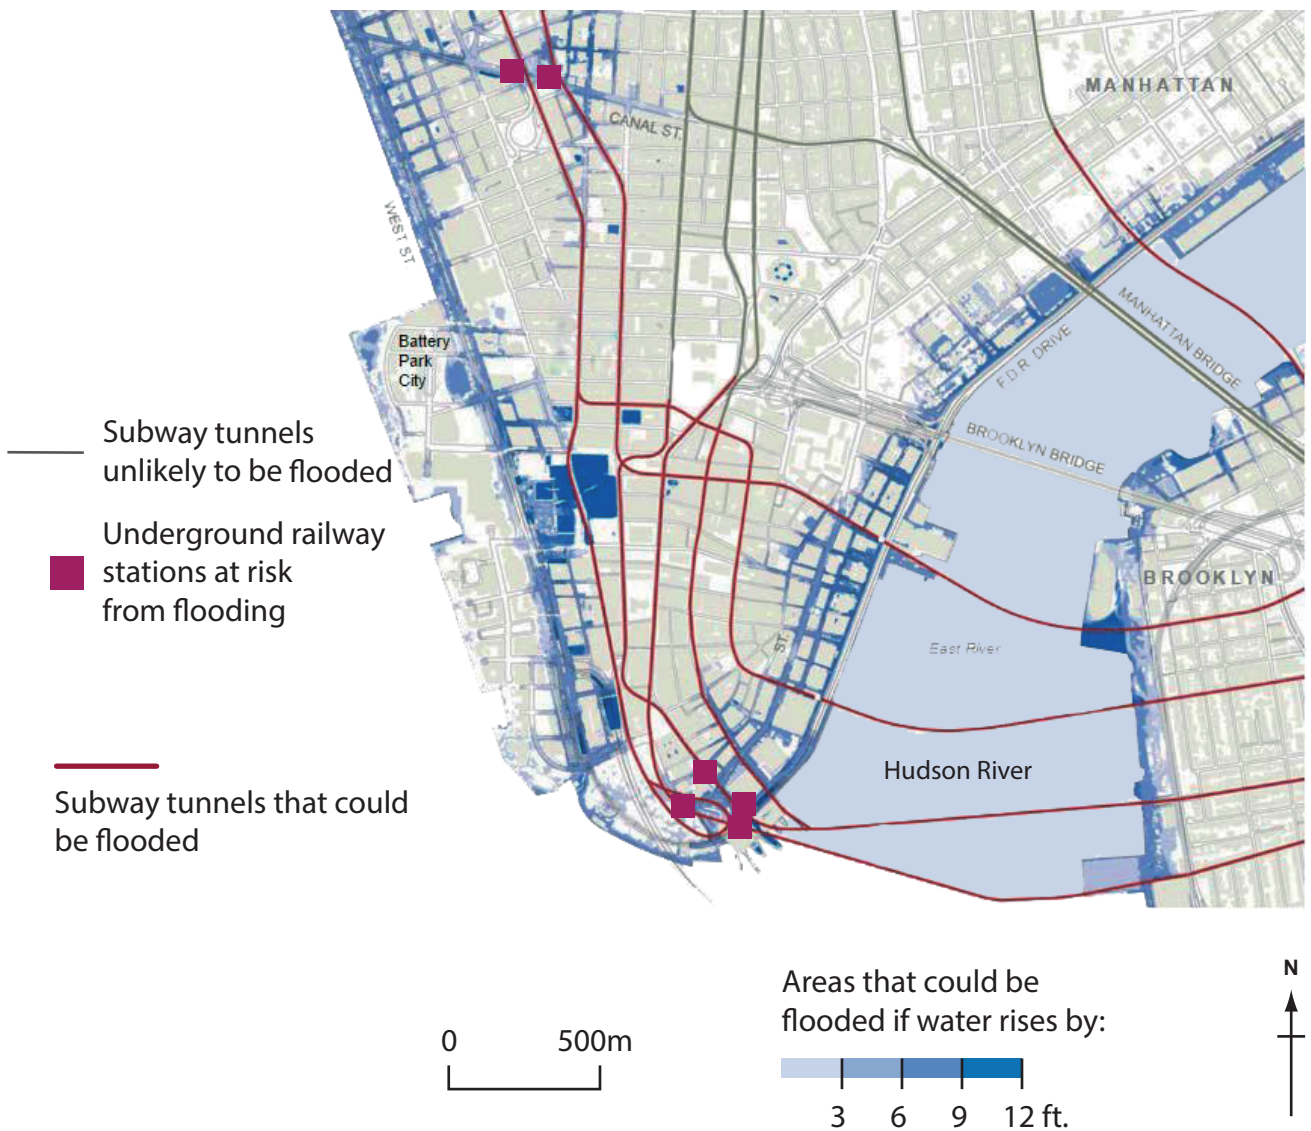 MANHATTAN
CANAL ST.
WEST ST
Battery
Park
City
MANHATTAN BRIDGE
F.D.R. DRIVE
BROOKLYN BRIDGE
BROOKLYN
ST.
East River
Hudson River
Subway tunnels
unlikely to be flooded
Underground railway
stations at risk
from flooding
Subway tunnels that could
be flooded
0 500m
Areas that could be
flooded if water rises by:
3 6 9 12 ft.
N